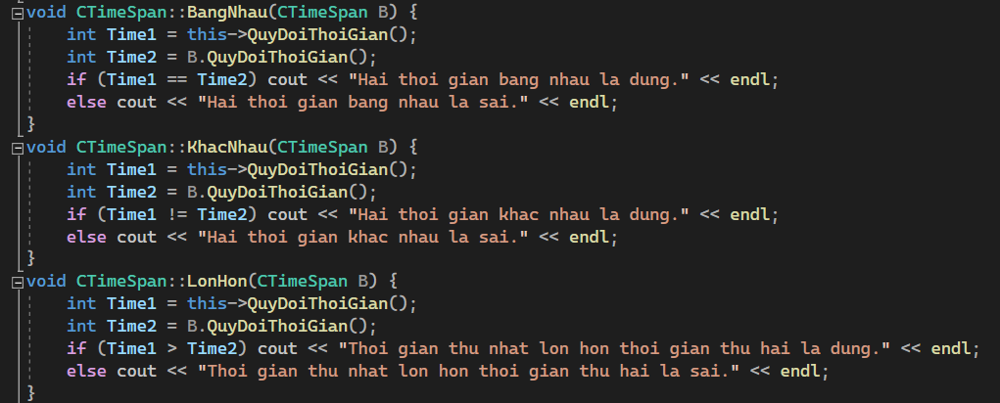 void CTimeSpan::BangNhau(CTimeSpan B) {
    int Time1 = this->QuyDoiThoiGian();
    int Time2 = B.QuyDoiThoiGian();
    if (Time1 == Time2) cout << "Hai thoi gian bang nhau la dung." << endl;
    else cout << "Hai thoi gian bang nhau la sai." << endl;
}
void CTimeSpan::KhacNhau(CTimeSpan B) {
    int Time1 = this->QuyDoiThoiGian();
    int Time2 = B.QuyDoiThoiGian();
    if (Time1 != Time2) cout << "Hai thoi gian khac nhau la dung." << endl;
    else cout << "Hai thoi gian khac nhau la sai." << endl;
}
void CTimeSpan::LonHon(CTimeSpan B) {
    int Time1 = this->QuyDoiThoiGian();
    int Time2 = B.QuyDoiThoiGian();
    if (Time1 > Time2) cout << "Thoi gian thu nhat lon hon thoi gian thu hai la dung." << endl;
    else cout << "Thoi gian thu nhat lon hon thoi gian thu hai la sai." << endl;
}